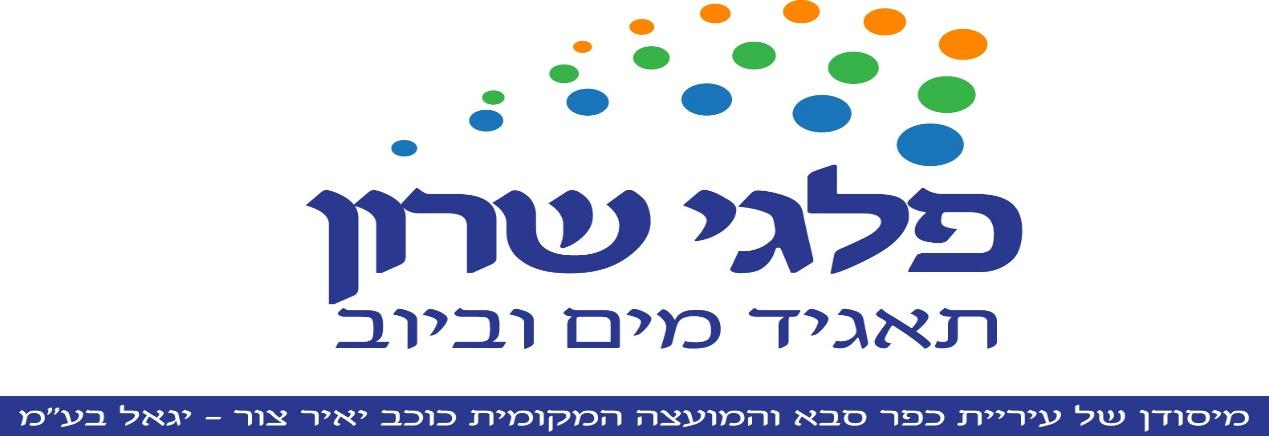 פלגי שרון
תאגיד מים וביוב
מיסודן של עיריית כפר סבא והמועצה המקומית כוכב יאיר צור - יגאל בע"מ